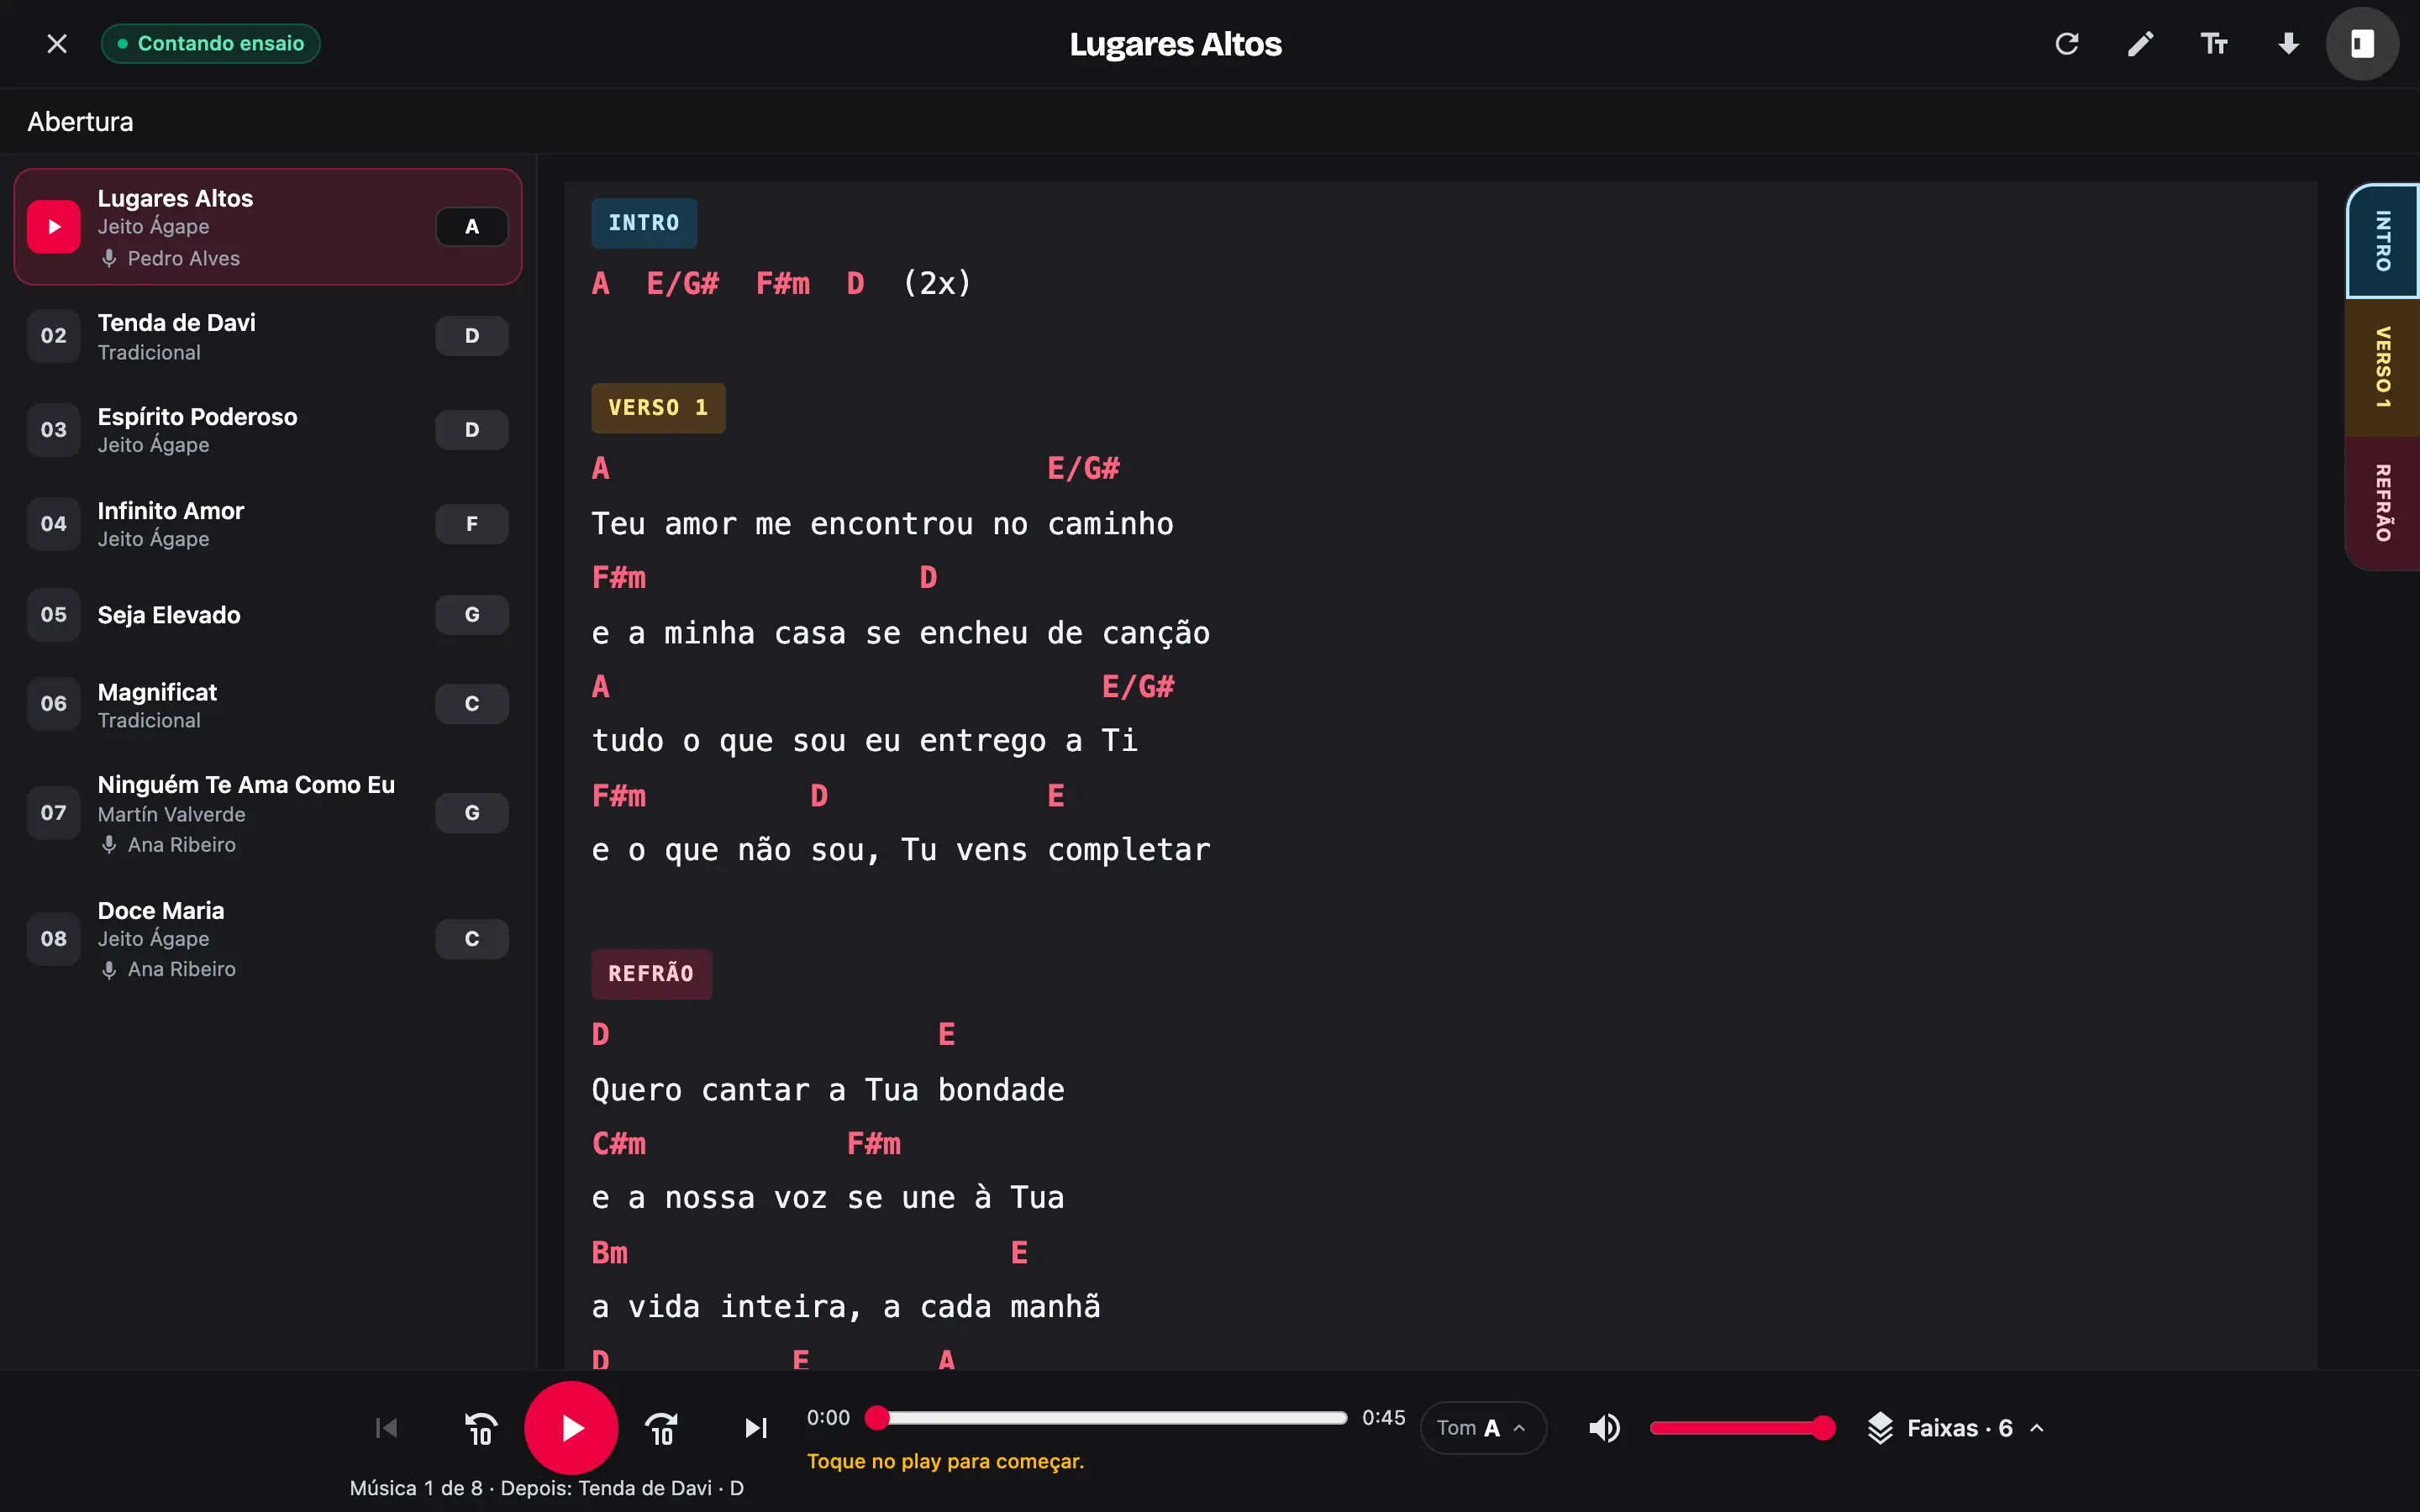 Contando ensaio
Lugares Altos
Abertura
Lugares Altos
Jeito Ágape
Pedro Alves
A
02
Tenda de Davi
Tradicional
D
03
Espírito Poderoso
Jeito Ágape
D
04
Infinito Amor
Jeito Ágape
F
05
Seja Elevado
G
06
Magnificat
Tradicional
C
07
Ninguém Te Ama Como Eu
Martín Valverde
Ana Ribeiro
G
08
Doce Maria
Jeito Ágape
Ana Ribeiro
C
INTRO
A E/G# F#m D (2x)
VERSO 1
A E/G#
Teu amor me encontrou no caminho
F#m D
e a minha casa se encheu de canção
A E/G#
tudo o que sou eu entrego a Ti
F#m D E
e o que não sou, Tu vens completar
REFRÃO
D E
Quero cantar a Tua bondade
C#m F#m
e a nossa voz se une à Tua
Bm E
a vida inteira, a cada manhã
D E A
INTRO
VERSO 1
REFRÃO
10
10
Música 1 de 8 · Depois: Tenda de Davi · D
0:00
0:45
Toque no play para começar.
Tom A
Faixas · 6